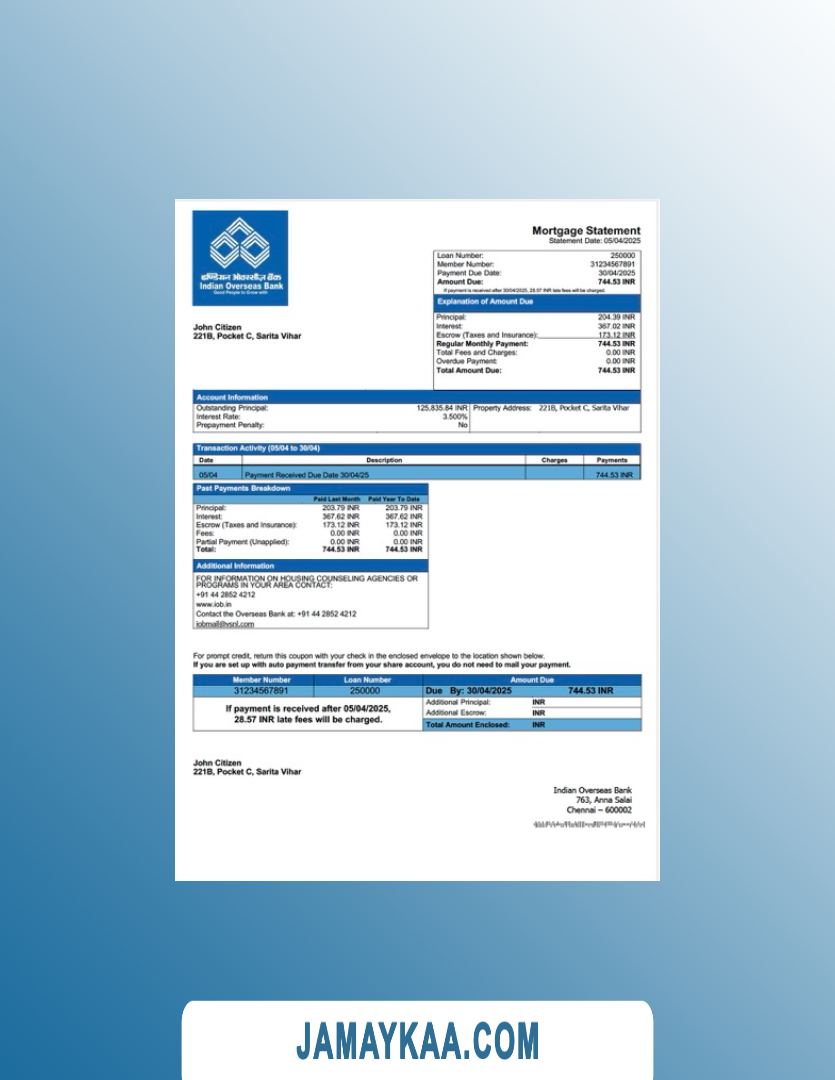 इण्डियन ओवरसीज़ बैंक
Indian Overseas Bank
Good People to Grow with
Mortgage Statement
Statement Date: 05/04/2025
Loan Number: 250000
Member Number: 31234567891
Payment Due Date: 30/04/2025
Amount Due: 744.53 INR
If payment is received after 30/04/2025, 28.57 INR late fees will be charged.
Explanation of Amount Due
Principal: 204.39 INR
Interest: 367.02 INR
Escrow (Taxes and Insurance): 173.12 INR
Regular Monthly Payment: 744.53 INR
Total Fees and Charges: 0.00 INR
Overdue Payment: 0.00 INR
Total Amount Due: 744.53 INR
John Citizen
221B, Pocket C, Sarita Vihar
Account Information
Outstanding Principal: 125,835.84 INR Property Address: 221B, Pocket C, Sarita Vihar
Interest Rate: 3.500%
Prepayment Penalty: No
Transaction Activity (05/04 to 30/04)
Date Description Charges Payments
05/04 Payment Received Due Date 30/04/25 744.53 INR
Past Payments Breakdown
Paid Last Month Paid Year To Date
Principal: 203.79 INR 203.79 INR
Interest: 367.62 INR 367.62 INR
Escrow (Taxes and Insurance): 173.12 INR 173.12 INR
Fees: 0.00 INR 0.00 INR
Partial Payment (Unapplied): 0.00 INR 0.00 INR
Total: 744.53 INR 744.53 INR
Additional Information
FOR INFORMATION ON HOUSING COUNSELING AGENCIES OR
PROGRAMS IN YOUR AREA CONTACT:
+91 44 2852 4212
www.iob.in
Contact the Overseas Bank at: +91 44 2852 4212
iobmail@vsnl.com
For prompt credit, return this coupon with your check in the enclosed envelope to the location shown below.
If you are set up with auto payment transfer from your share account, you do not need to mail your payment.
Member Number Loan Number Amount Due
31234567891 250000 Due By: 30/04/2025 744.53 INR
If payment is received after 05/04/2025,
28.57 INR late fees will be charged.
Additional Principal: INR
Additional Escrow: INR
Total Amount Enclosed: INR
John Citizen
221B, Pocket C, Sarita Vihar
Indian Overseas Bank
763, Anna Salai
Chennai – 600002
JAMAYKAA.COM